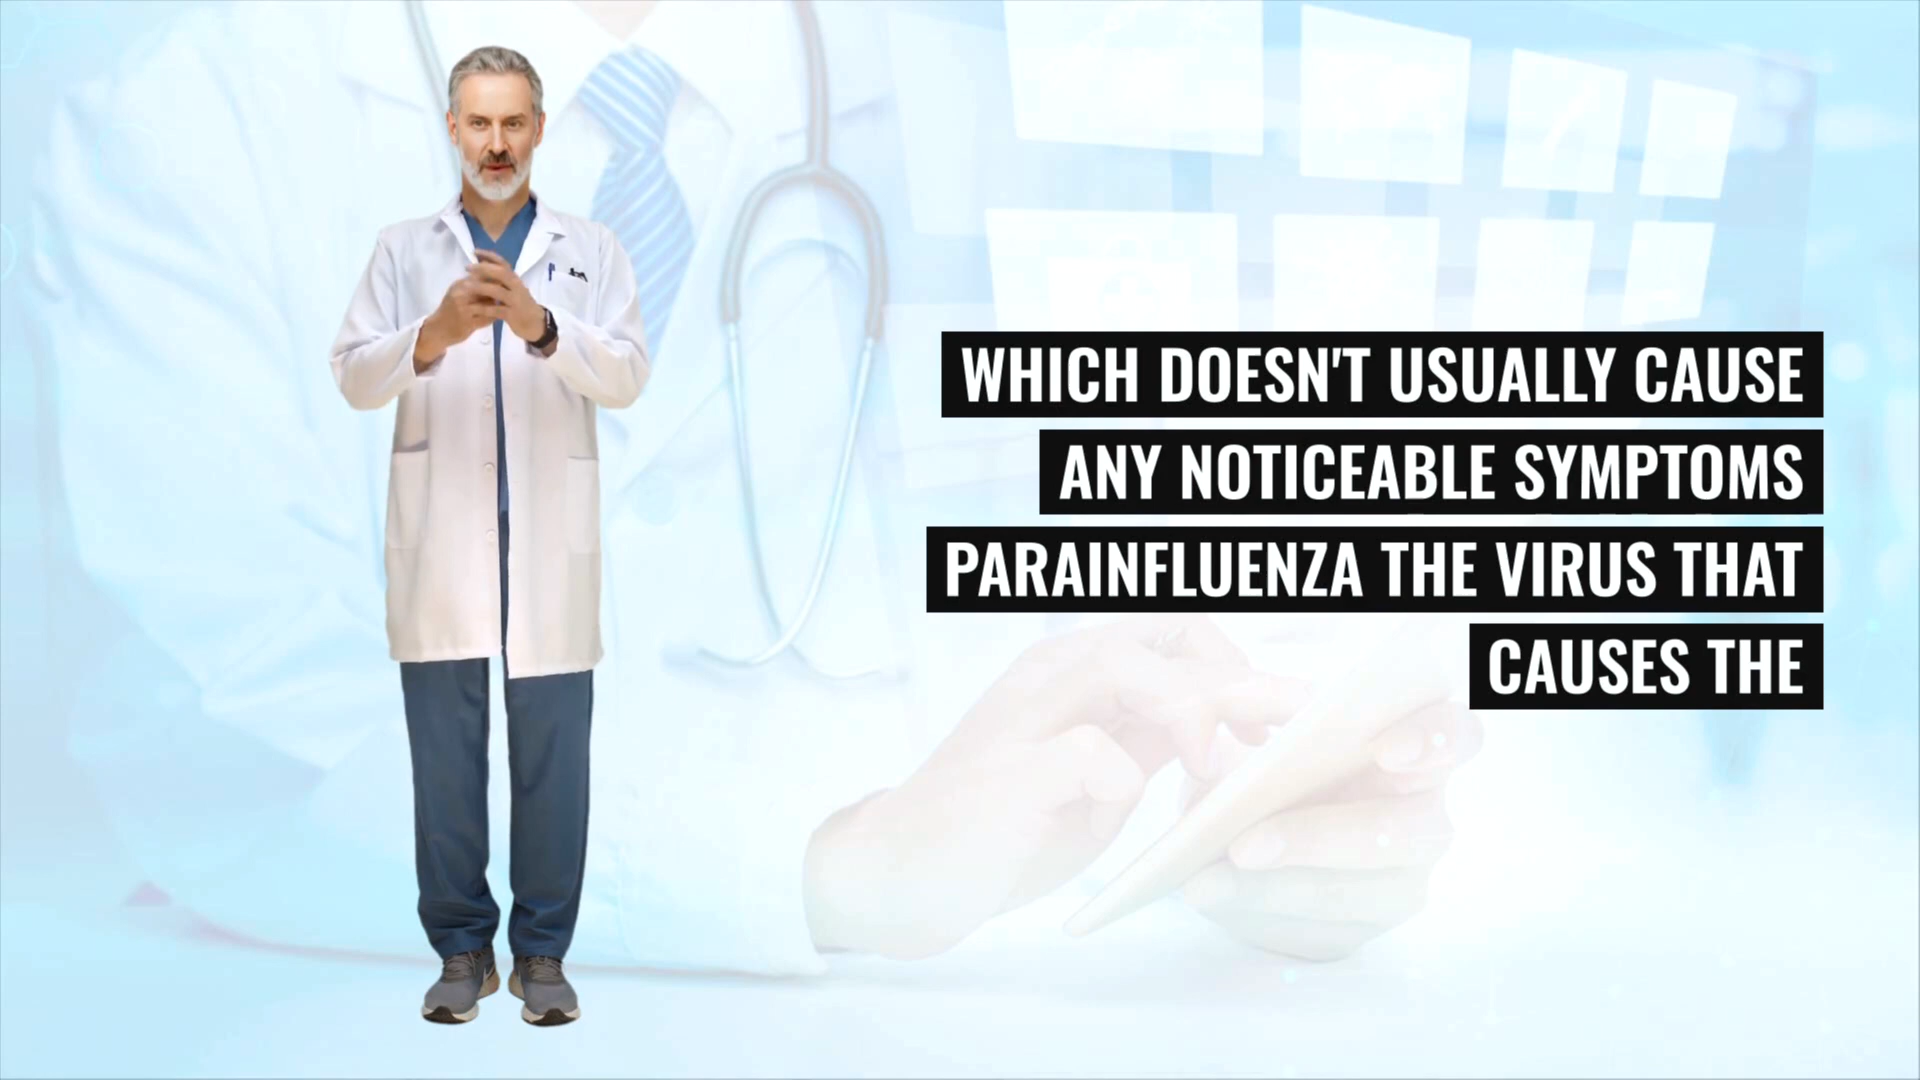 WHICH DOESN'T USUALLY CAUSE
ANY NOTICEABLE SYMPTOMS
PARAINFLUENZA THE VIRUS THAT
CAUSES THE